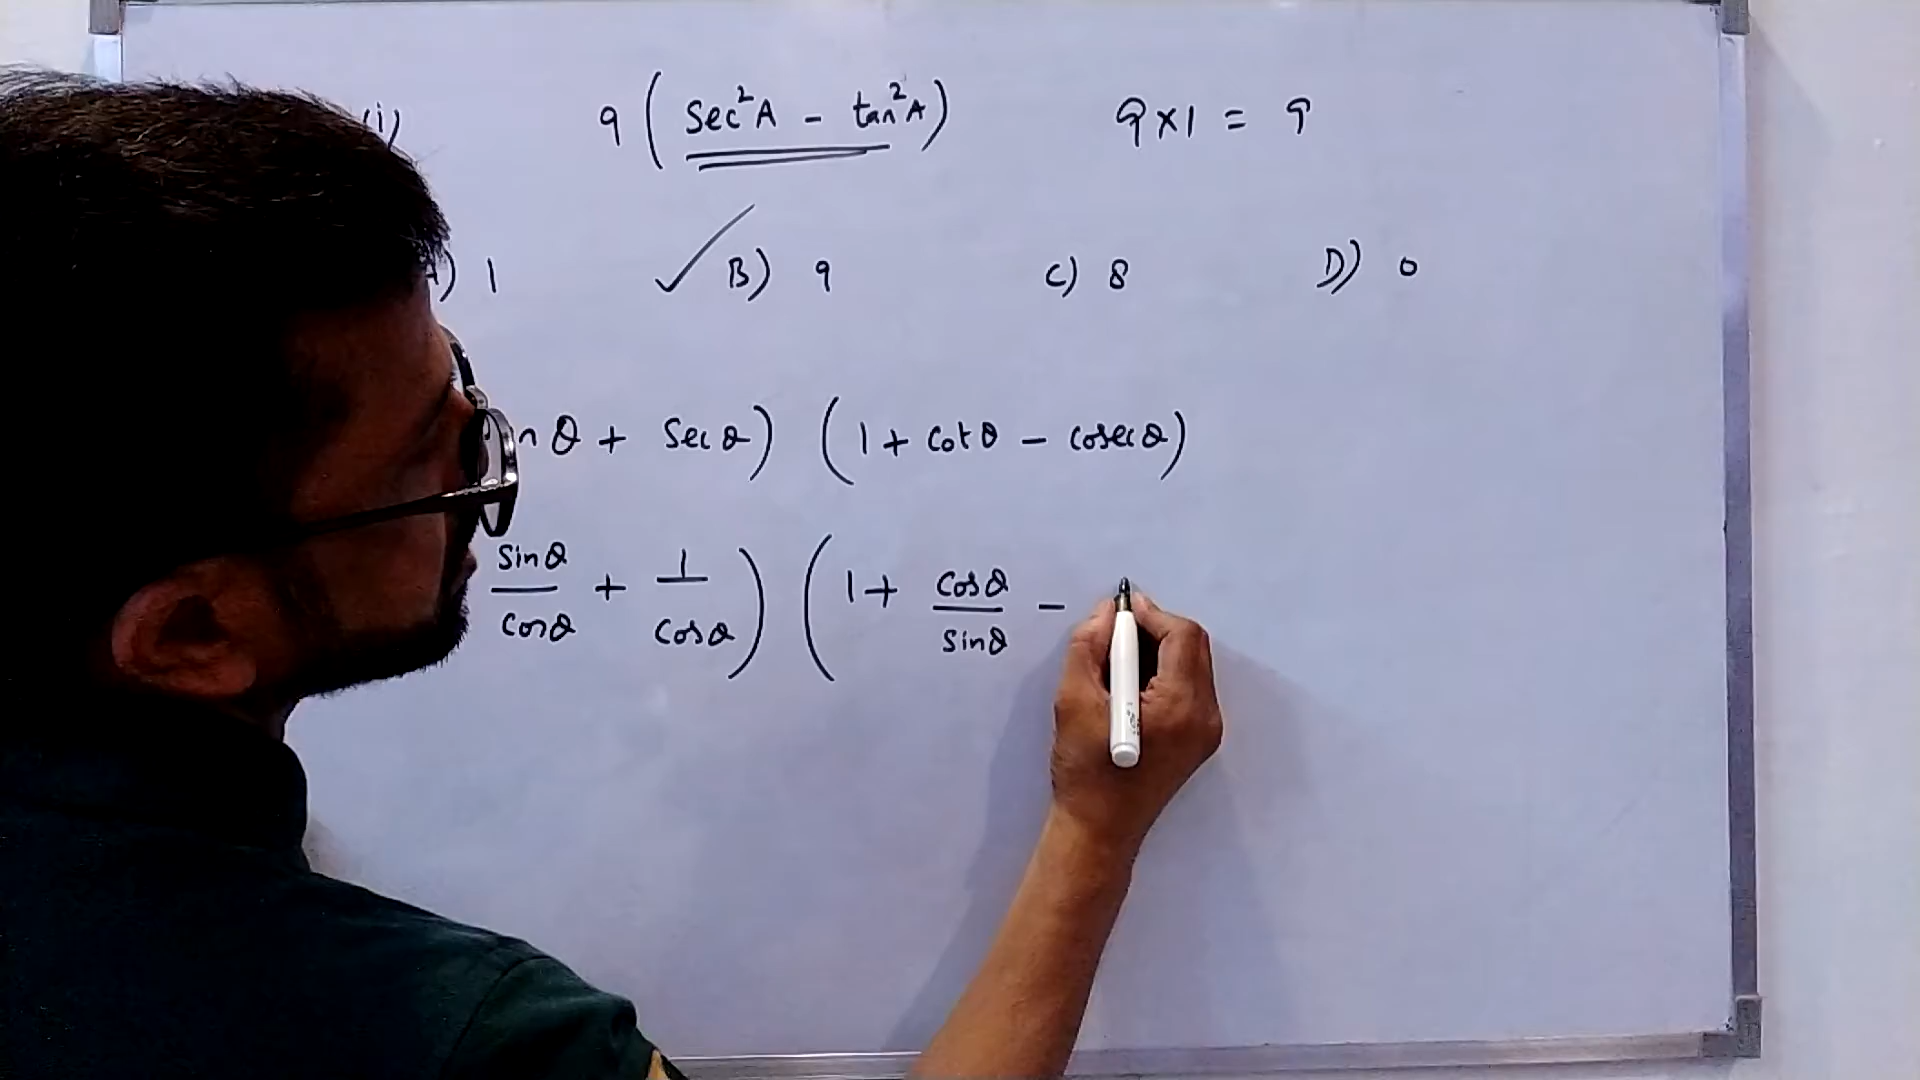 (i) 9 (sec²A - tan²A) 9 x 1 = 9
) 1 B) 9 C) 8 D) 0
n θ + sec θ) (1 + cot θ - cosec θ)
sinθ/cosθ + 1/cosθ) (1 + cosθ/sinθ -